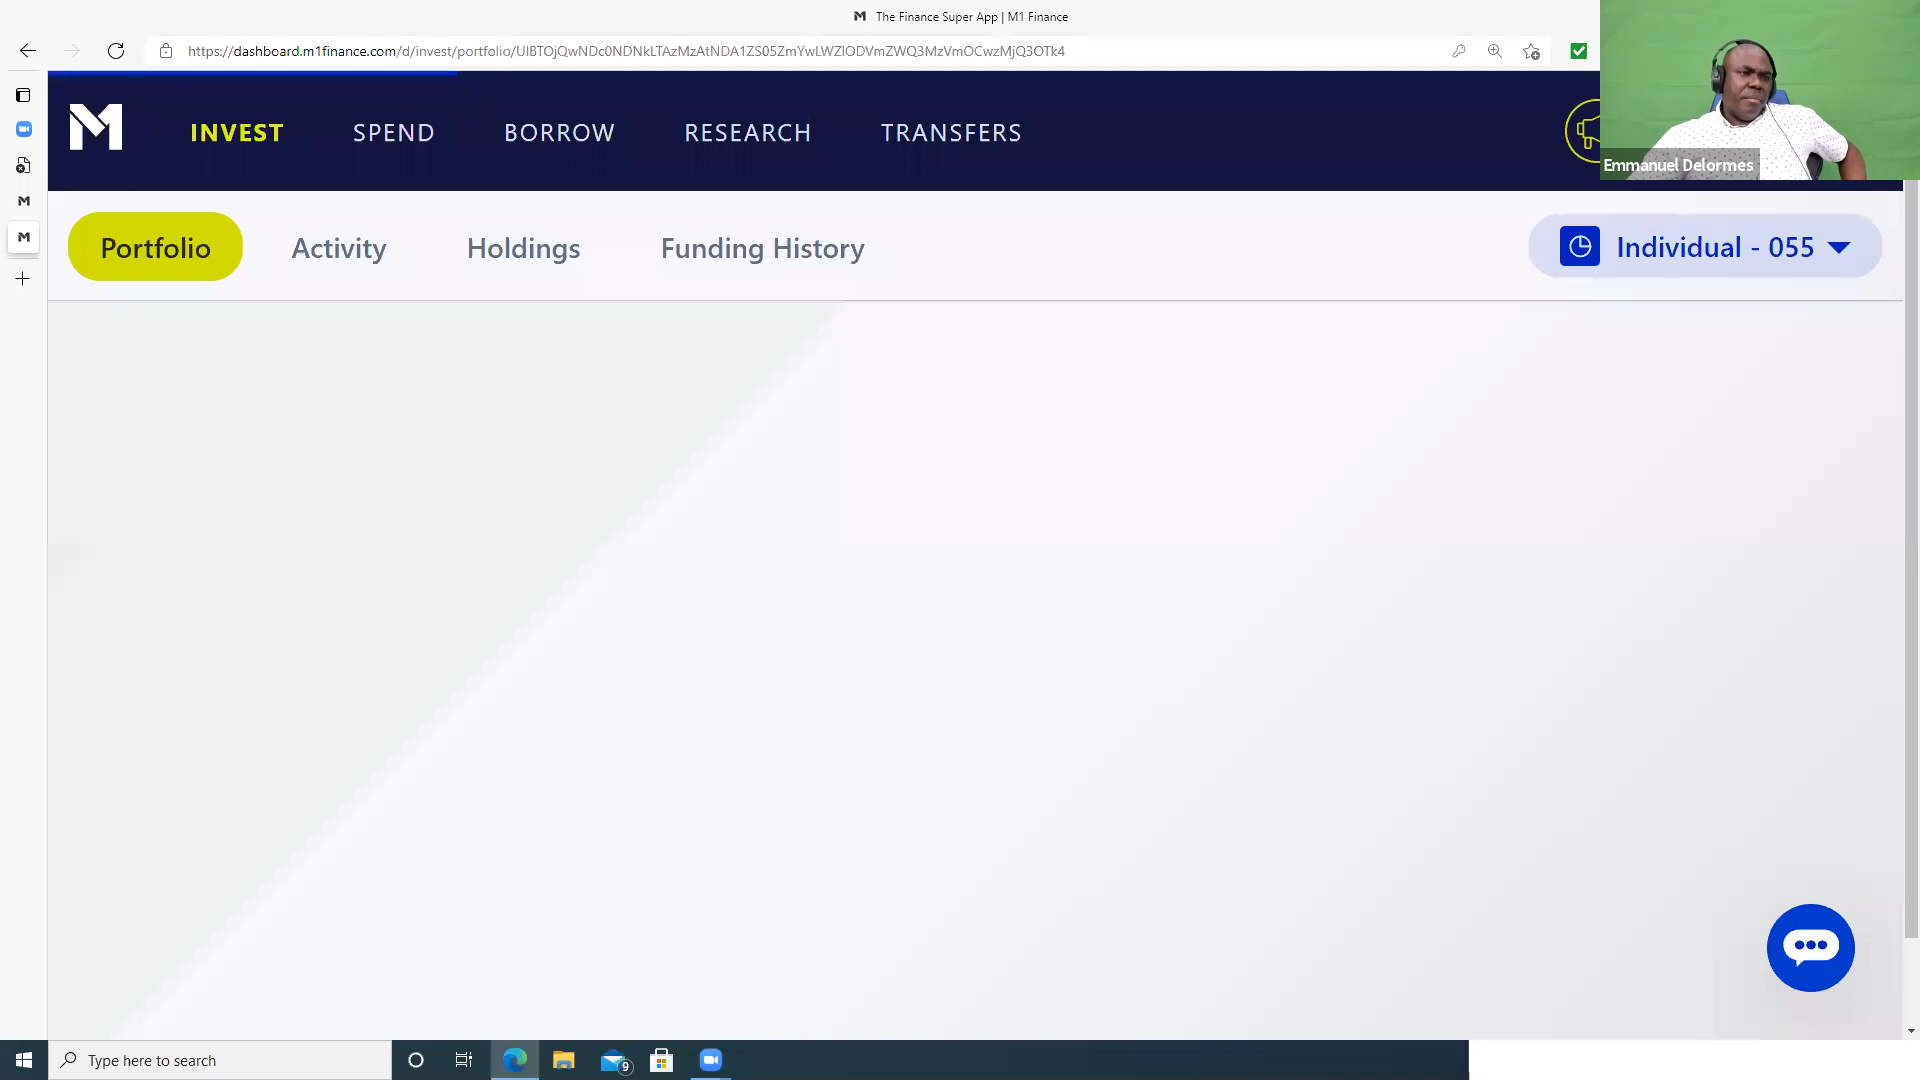 The Finance Super App | M1 Finance
https://dashboard.m1finance.com/d/invest/portfolio/UlBTOjQwNDc0NDNkLTAzMzAtNDA1ZS05ZmYwLWZlODVmZWQ3MzVmOCwzMjQ3OTk4
INVEST SPEND BORROW RESEARCH TRANSFERS
Emmanuel Delormes
Portfolio Activity Holdings Funding History Individual - 055
Type here to search
9